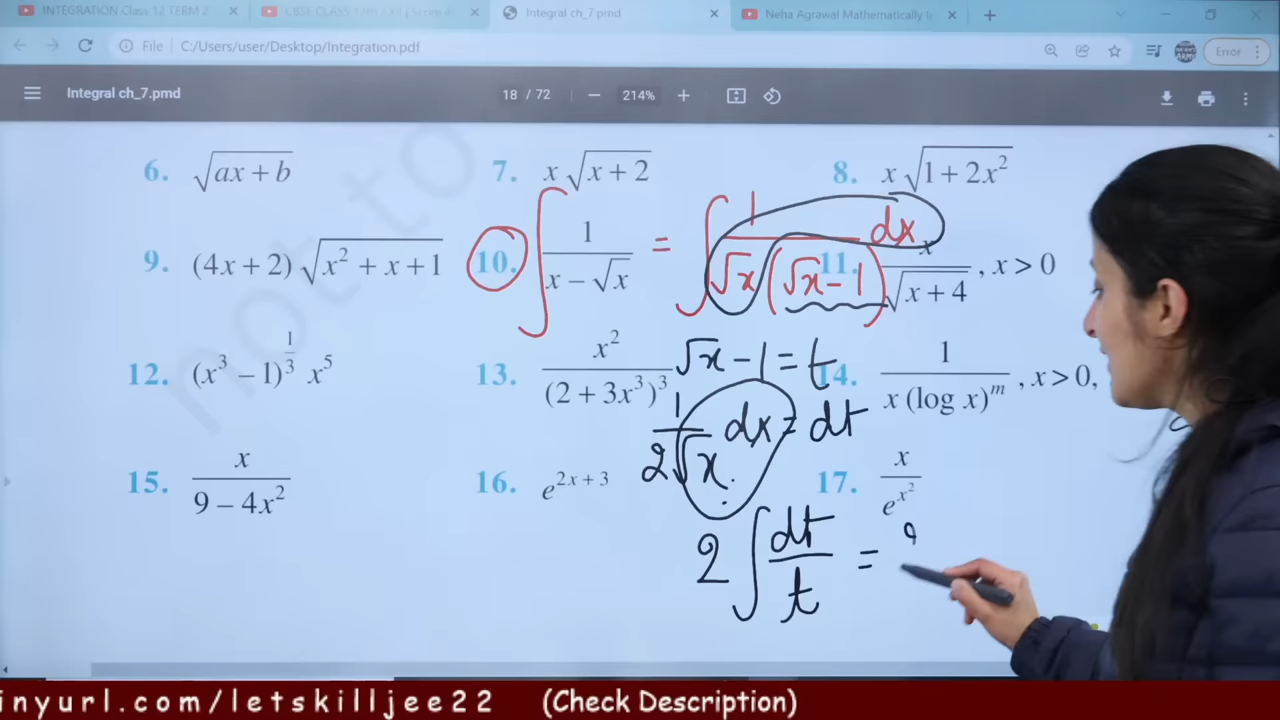 INTEGRATION Class 12 TERM 2
Integral ch_7.pmd
Neha Agrawal Mathematically I
File C:/Users/user/Desktop/Integration.pdf
Error
Integral ch_7.pmd
18 / 72
214%
not to
6. √(ax + b)
7. x√(x + 2)
8. x√(1 + 2x²)
9. (4x + 2) √(x² + x + 1)
10. ∫ 1/(x – √x) = ∫ 1/(√x (√x – 1)) dx
11. x/√(x + 4), x > 0
12. (x³ – 1)^(1/3) x⁵
13. x²/(2 + 3x³)³
14. 1/(x (log x)^m), x > 0,
√x – 1 = t
1/(2√x) dx = dt
15. x/(9 – 4x²)
16. e^(2x + 3)
17. x/e^(x²)
2 ∫ dt/t =
inyurl.com/letskilljee22 (Check Description)